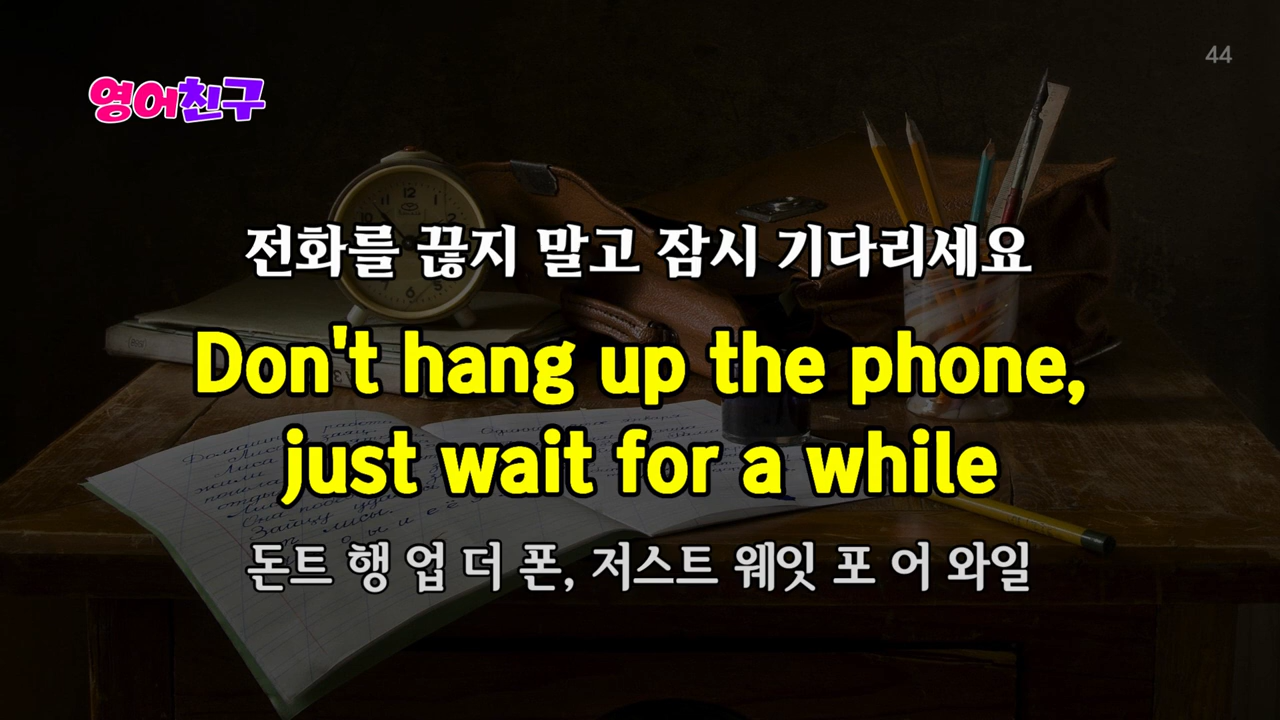 44
영어친구
전화를 끊지 말고 잠시 기다리세요
Don't hang up the phone,
just wait for a while
돈트 행 업 더 폰, 저스트 웨잇 포 어 와일